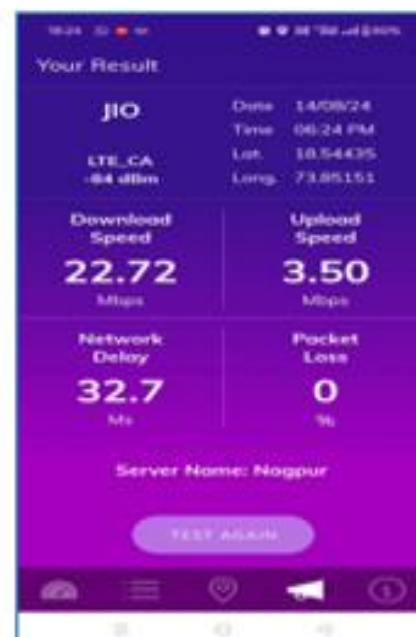 18:24
Your Result
JIO
LTE_CA
-84 dBm
Date 14/08/24
Time 06:24 PM
Lat. 18.54435
Long. 73.85151
Download Speed
22.72
Mbps
Upload Speed
3.50
Mbps
Network Delay
32.7
Ms
Packet Loss
0
%
Server Name: Nagpur
TEST AGAIN